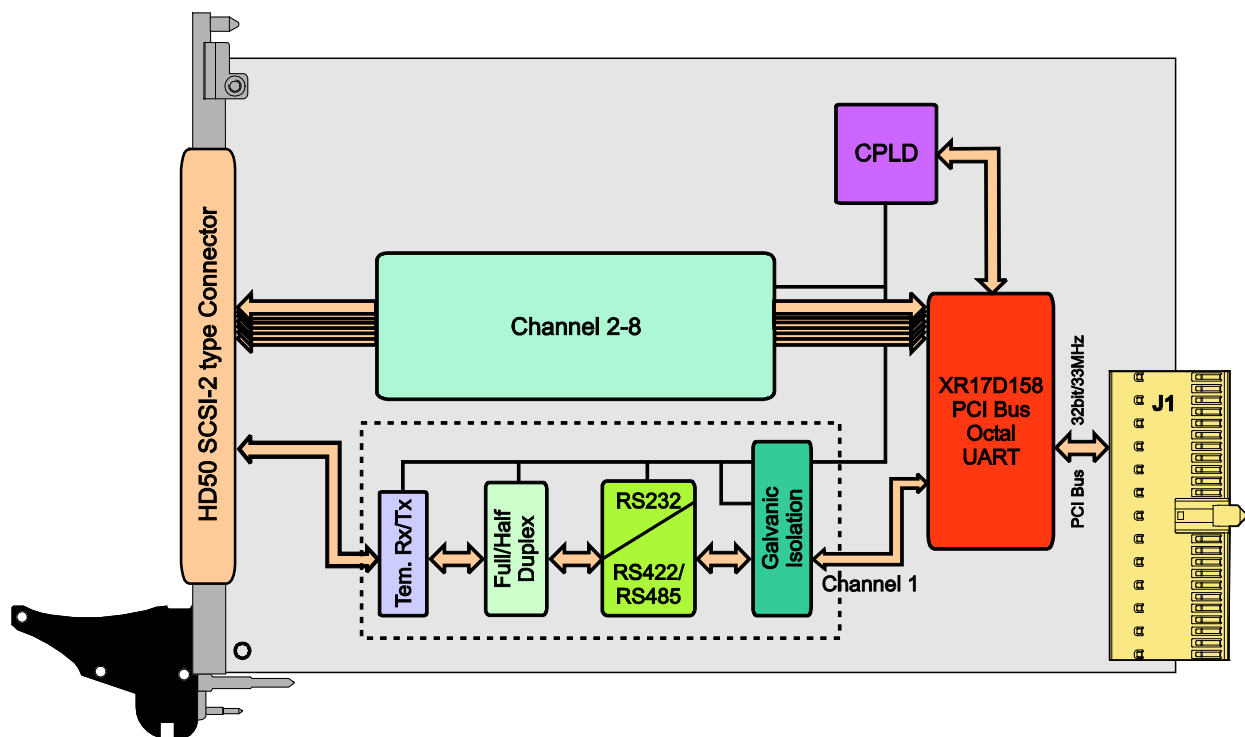 CPLD
HD50 SCSI-2 type Connector
Channel 2-8
XR17D158
PCI Bus
Octal
UART
32bit/33MHz
PCI Bus
J1
Tem. Rx/Tx
Full/Half
Duplex
RS232
RS422/
RS485
Galvanic
Isolation
Channel 1